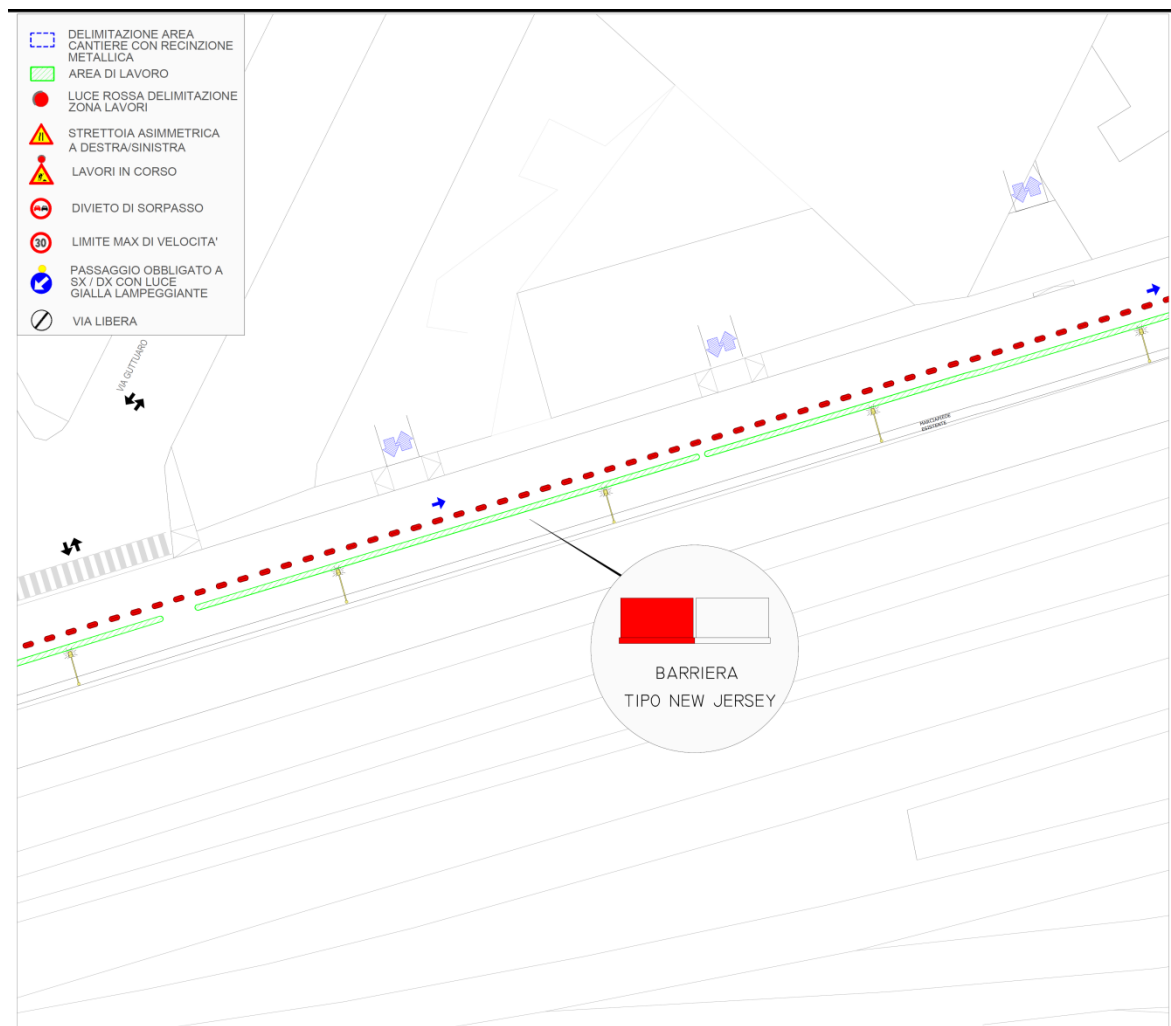 DELIMITAZIONE AREA
CANTIERE CON RECINZIONE
METALLICA
AREA DI LAVORO
LUCE ROSSA DELIMITAZIONE
ZONA LAVORI
STRETTOIA ASIMMETRICA
A DESTRA/SINISTRA
LAVORI IN CORSO
DIVIETO DI SORPASSO
30
LIMITE MAX DI VELOCITA'
PASSAGGIO OBBLIGATO A
SX / DX CON LUCE
GIALLA LAMPEGGIANTE
VIA LIBERA
VIA GUTTUARO
MARCIAPIEDE
ESISTENTE
BARRIERA
TIPO NEW JERSEY